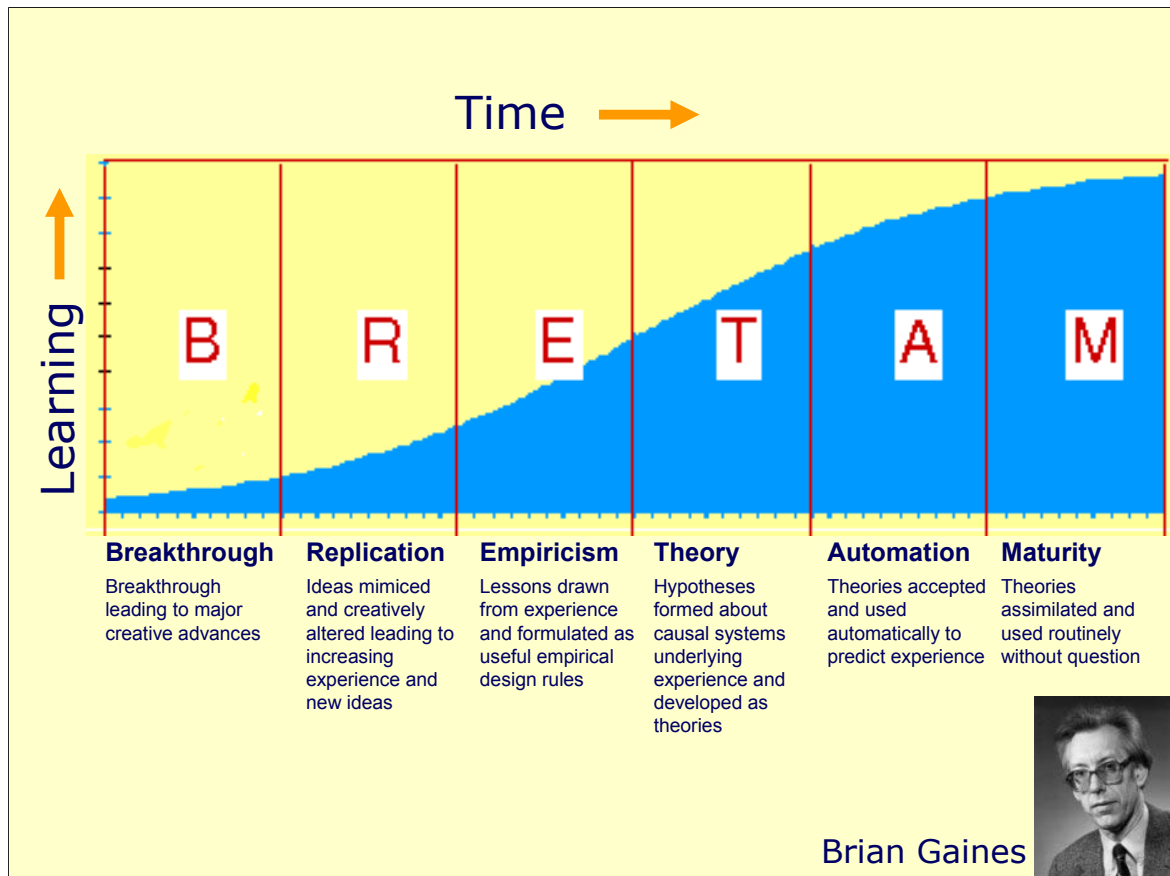 Time
Learning
B
R
E
T
A
M
Breakthrough
Breakthrough
leading to major
creative advances
Replication
Ideas mimiced
and creatively
altered leading to
increasing
experience and
new ideas
Empiricism
Lessons drawn
from experience
and formulated as
useful empirical
design rules
Theory
Hypotheses
formed about
causal systems
underlying
experience and
developed as
theories
Automation
Theories accepted
and used
automatically to
predict experience
Maturity
Theories
assimilated and
used routinely
without question
Brian Gaines